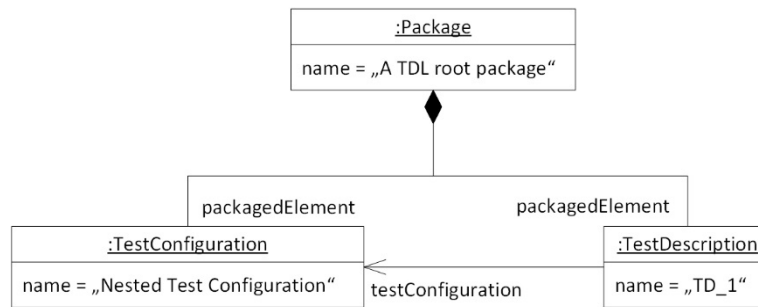 :Package
name = „A TDL root package“
packagedElement
packagedElement
:TestConfiguration
:TestDescription
name = „Nested Test Configuration“
testConfiguration
name = „TD_1“